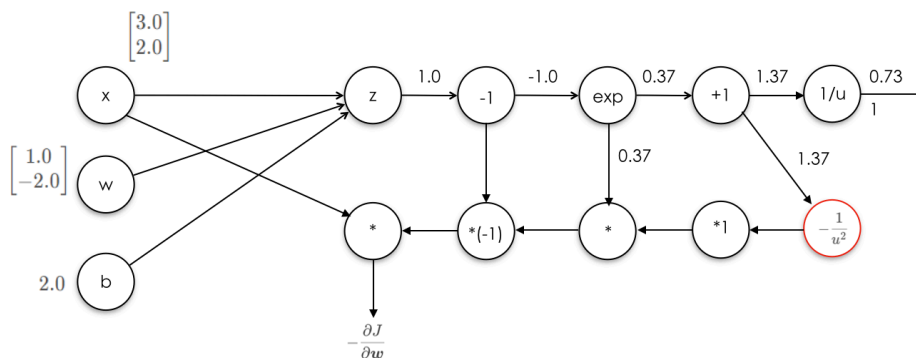 [3.0
2.0]
x
z
1.0
-1
-1.0
exp
0.37
+1
1.37
1/u
0.73
1
[1.0
−2.0]
w
0.37
1.37
*
*(-1)
*
*1
−1/u²
2.0
b
−∂J/∂w